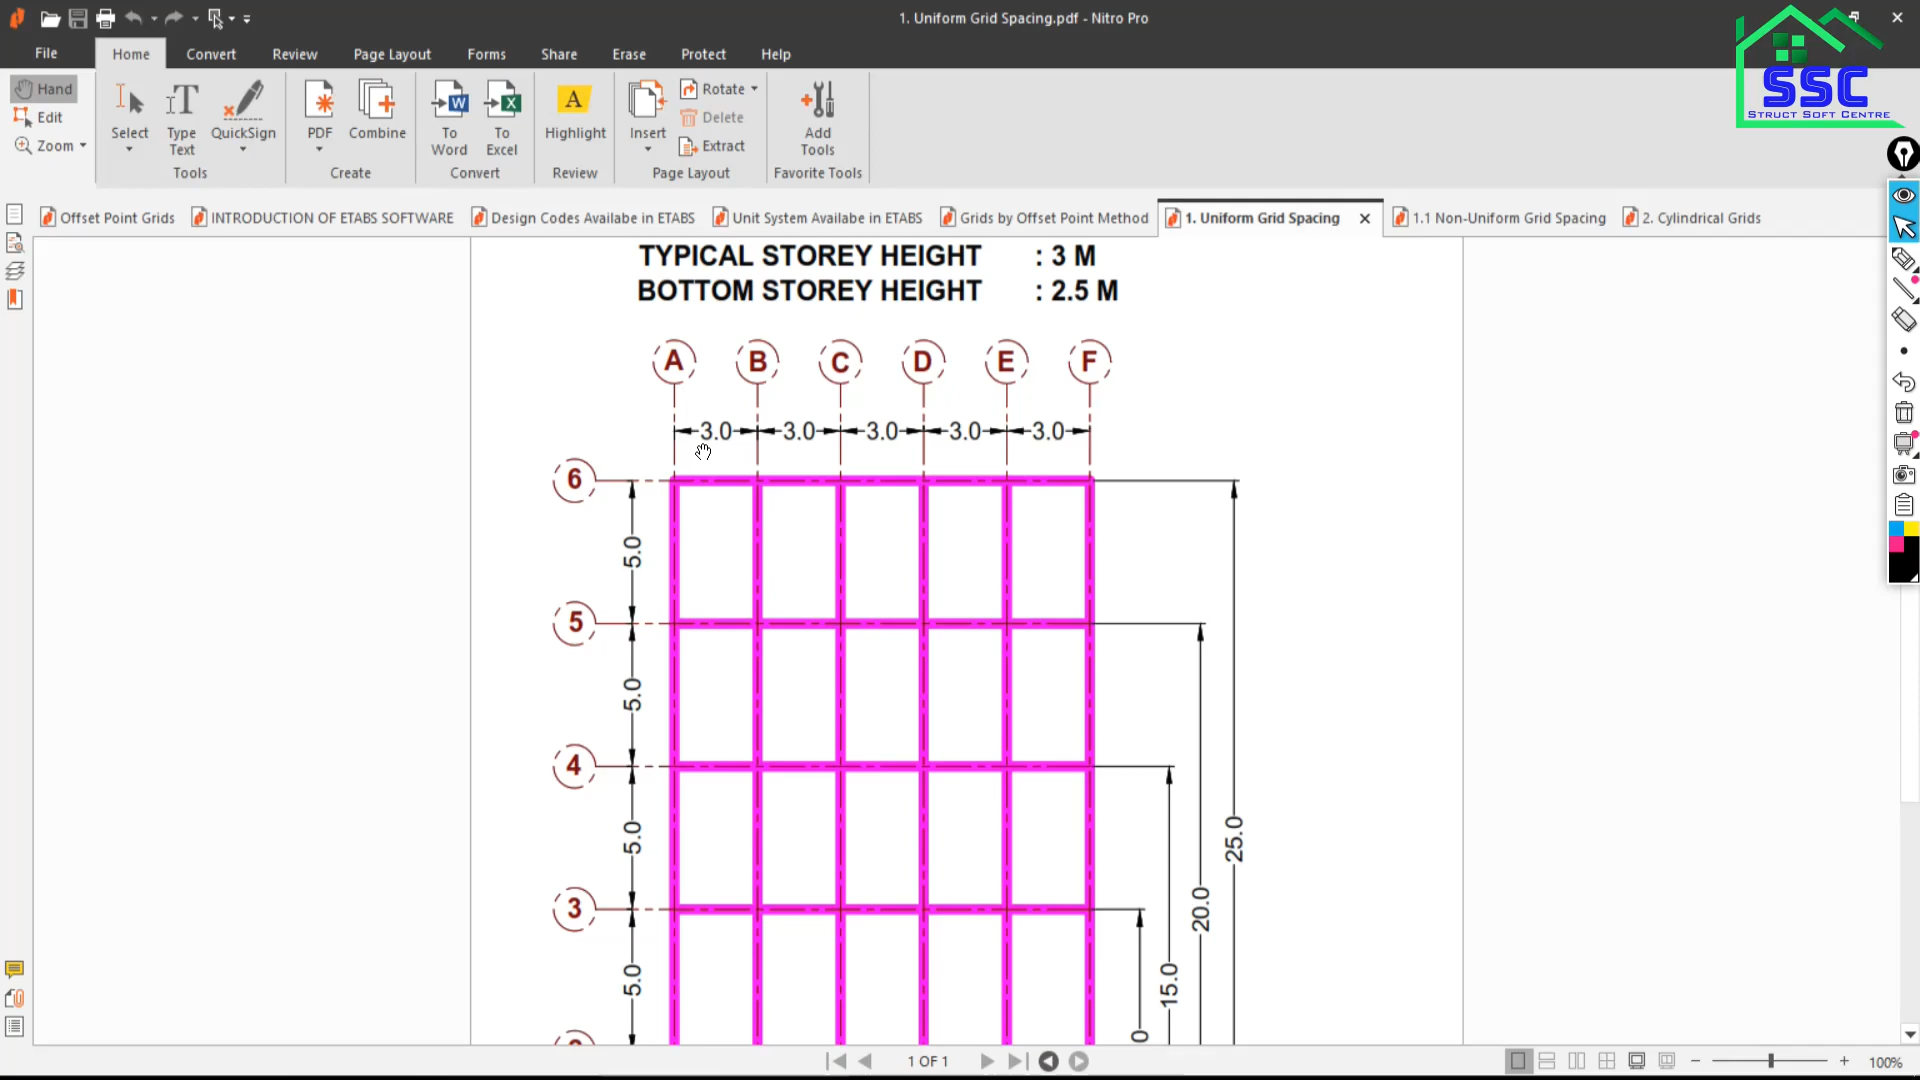 1. Uniform Grid Spacing.pdf - Nitro Pro
File Home Convert Review Page Layout Forms Share Erase Protect Help
Hand
Edit
Zoom
Select
Type
Text
QuickSign
Tools
PDF
Combine
Create
To
Word
To
Excel
Convert
Highlight
Review
Insert
Rotate
Delete
Extract
Page Layout
Add
Tools
Favorite Tools
SSC
STRUCT SOFT CENTRE
Offset Point Grids INTRODUCTION OF ETABS SOFTWARE Design Codes Availabe in ETABS Unit System Availabe in ETABS Grids by Offset Point Method 1. Uniform Grid Spacing 1.1 Non-Uniform Grid Spacing 2. Cylindrical Grids
TYPICAL STOREY HEIGHT : 3 M
BOTTOM STOREY HEIGHT : 2.5 M
A B C D E F
3.0 3.0 3.0 3.0 3.0
6
5.0
5
5.0
4
5.0
3
5.0
25.0
20.0
15.0
1 OF 1
100%